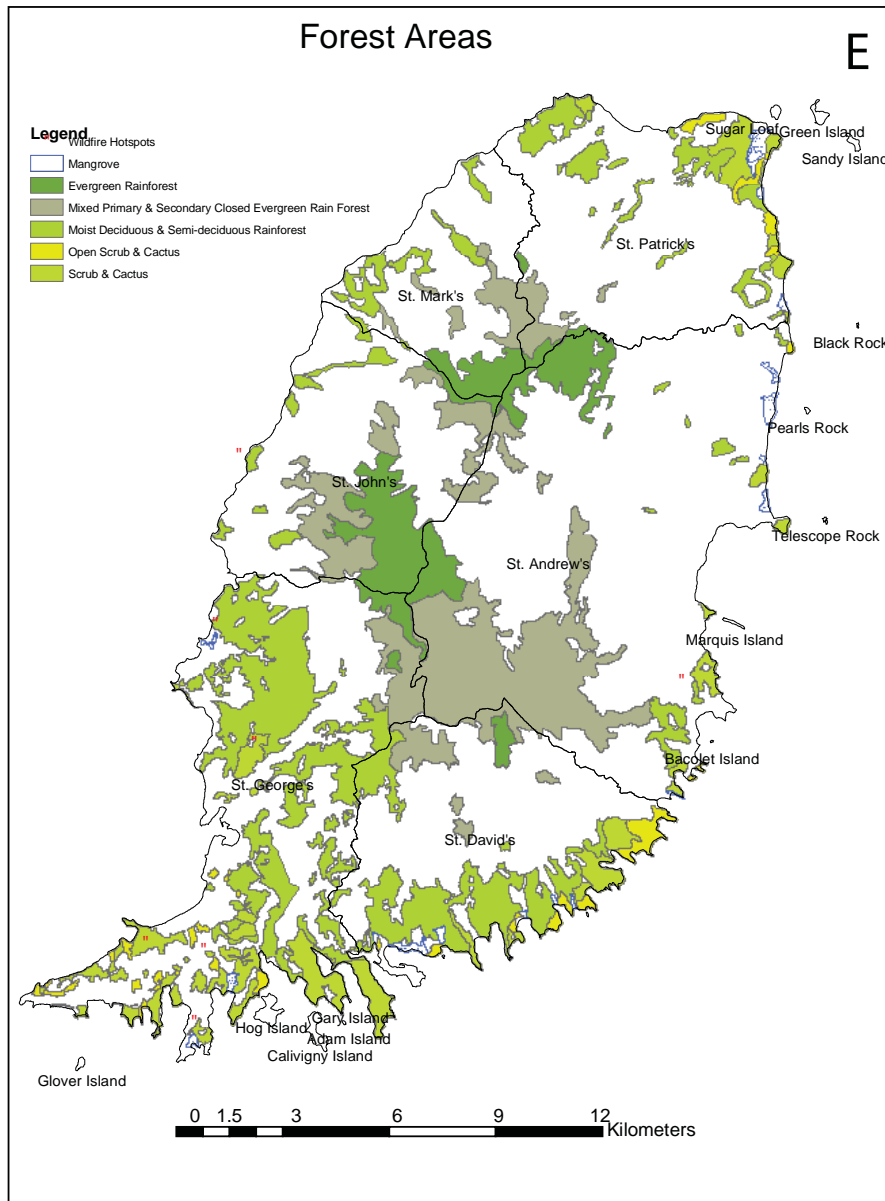 Forest Areas
E
Legend
" Wildfire Hotspots
Mangrove
Evergreen Rainforest
Mixed Primary & Secondary Closed Evergreen Rain Forest
Moist Deciduous & Semi-deciduous Rainforest
Open Scrub & Cactus
Scrub & Cactus
Sugar Loaf
Green Island
Sandy Island
St. Patrick's
St. Mark's
Black Rock
Pearls Rock
St. John's
Telescope Rock
St. Andrew's
Marquis Island
Bacolet Island
St. George's
St. David's
Gary Island
Hog Island
Adam Island
Calivigny Island
Glover Island
0 1.5 3 6 9 12
Kilometers